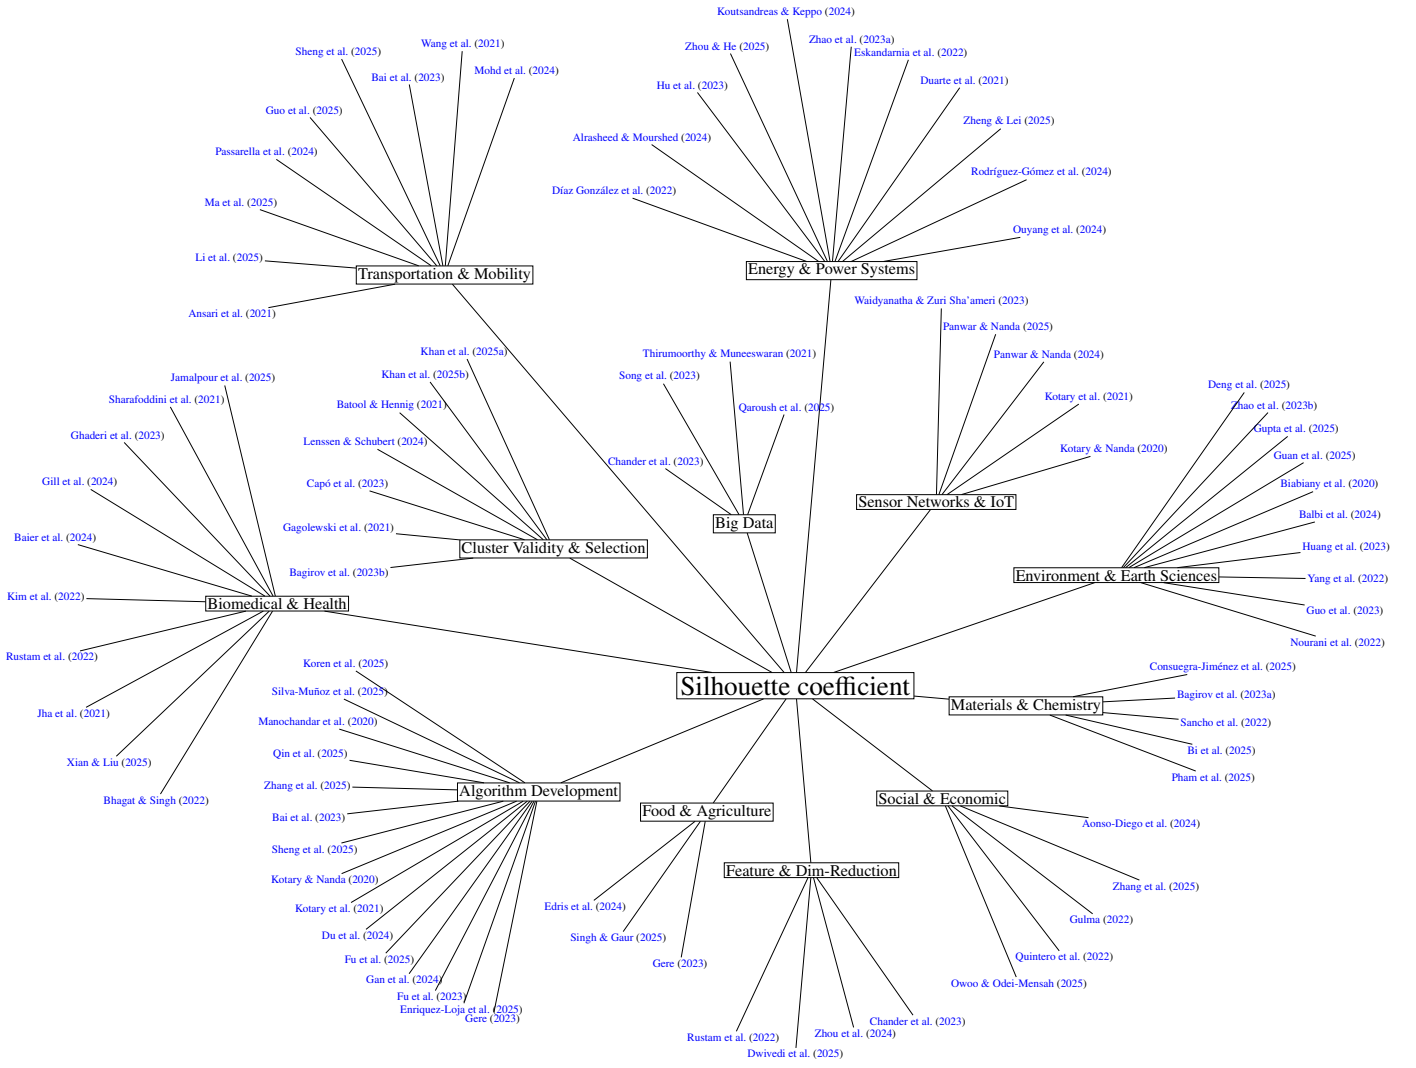 Koutsandreas & Keppo (2024)
Zhao et al. (2023a)
Zhou & He (2025)
Eskandarnia et al. (2022)
Hu et al. (2023)
Duarte et al. (2021)
Alrasheed & Mourshed (2024)
Zheng & Lei (2025)
Díaz González et al. (2022)
Rodríguez-Gómez et al. (2024)
Ouyang et al. (2024)
Energy & Power Systems
Wang et al. (2021)
Sheng et al. (2025)
Bai et al. (2023)
Mohd et al. (2024)
Guo et al. (2025)
Passarella et al. (2024)
Ma et al. (2025)
Li et al. (2025)
Ansari et al. (2021)
Transportation & Mobility
Waidyanatha & Zuri Sha'ameri (2023)
Panwar & Nanda (2025)
Panwar & Nanda (2024)
Kotary et al. (2021)
Kotary & Nanda (2020)
Sensor Networks & IoT
Thirumoorthy & Muneeswaran (2021)
Song et al. (2023)
Qaroush et al. (2025)
Chander et al. (2023)
Big Data
Khan et al. (2025a)
Khan et al. (2025b)
Batool & Hennig (2021)
Lenssen & Schubert (2024)
Capó et al. (2023)
Gagolewski et al. (2021)
Bagirov et al. (2023b)
Cluster Validity & Selection
Jamalpour et al. (2025)
Sharafoddini et al. (2021)
Ghaderi et al. (2023)
Gill et al. (2024)
Baier et al. (2024)
Kim et al. (2022)
Rustam et al. (2022)
Jha et al. (2021)
Xian & Liu (2025)
Bhagat & Singh (2022)
Biomedical & Health
Deng et al. (2025)
Zhao et al. (2023b)
Gupta et al. (2025)
Guan et al. (2025)
Biabiany et al. (2020)
Balbi et al. (2024)
Huang et al. (2023)
Yang et al. (2022)
Guo et al. (2023)
Nourani et al. (2022)
Environment & Earth Sciences
Silhouette coefficient
Consuegra-Jiménez et al. (2025)
Bagirov et al. (2023a)
Sancho et al. (2022)
Bi et al. (2025)
Pham et al. (2025)
Materials & Chemistry
Koren et al. (2025)
Silva-Muñoz et al. (2025)
Manochandar et al. (2020)
Qin et al. (2025)
Zhang et al. (2025)
Bai et al. (2023)
Sheng et al. (2025)
Kotary & Nanda (2020)
Kotary et al. (2021)
Du et al. (2024)
Fu et al. (2025)
Gan et al. (2024)
Fu et al. (2023)
Enriquez-Loja et al. (2025)
Gere (2023)
Algorithm Development
Food & Agriculture
Edris et al. (2024)
Singh & Gaur (2025)
Gere (2023)
Feature & Dim-Reduction
Rustam et al. (2022)
Dwivedi et al. (2025)
Zhou et al. (2024)
Chander et al. (2023)
Social & Economic
Aonso-Diego et al. (2024)
Zhang et al. (2025)
Gulma (2022)
Quintero et al. (2022)
Owoo & Odei-Mensah (2025)